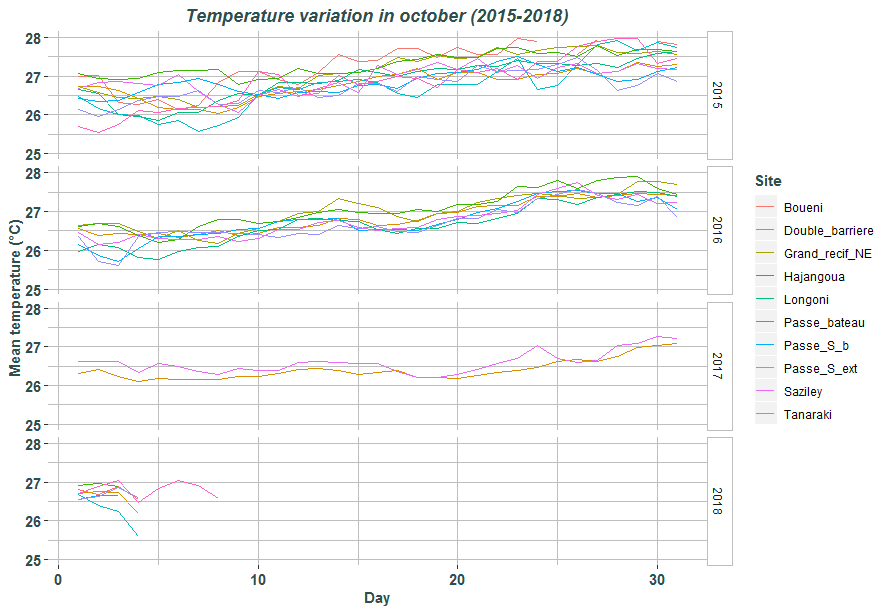 Temperature variation in october (2015-2018)
Mean temperature (°C)
28
27
26
25
2015
28
27
26
25
2016
28
27
26
25
2017
28
27
26
25
2018
0
10
20
30
Day
Site
Boueni
Double_barriere
Grand_recif_NE
Hajangoua
Longoni
Passe_bateau
Passe_S_b
Passe_S_ext
Saziley
Tanaraki